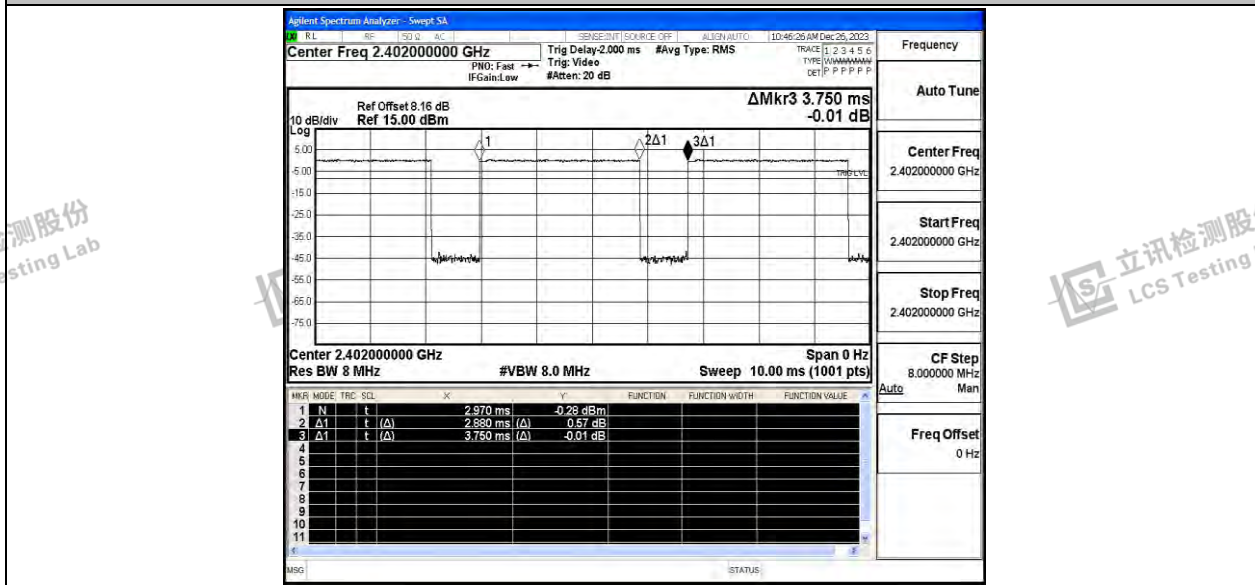 Agilent Spectrum Analyzer - Swept SA
RL RF 50 Ω AC SENSE:INT SOURCE OFF ALIGN AUTO 10:46:26 AM Dec 26, 2023
Center Freq 2.402000000 GHz
PNO: Fast
IFGain:Low
Trig Delay-2.000 ms
Trig: Video
#Atten: 20 dB
#Avg Type: RMS
TRACE 1 2 3 4 5 6
TYPE
DET P P P P P P
Ref Offset 8.16 dB
Ref 15.00 dBm
10 dB/div
Log
ΔMkr3 3.750 ms
-0.01 dB
1
2Δ1
3Δ1
TRIG LVL
5.00
-5.00
-15.0
-25.0
-35.0
-45.0
-55.0
-65.0
-75.0
Center 2.402000000 GHz Span 0 Hz
Res BW 8 MHz #VBW 8.0 MHz Sweep 10.00 ms (1001 pts)
MKR MODE TRC SCL X Y FUNCTION FUNCTION WIDTH FUNCTION VALUE
1 N t 2.970 ms -0.28 dBm
2 Δ1 t (Δ) 2.880 ms (Δ) 0.57 dB
3 Δ1 t (Δ) 3.750 ms (Δ) -0.01 dB
4
5
6
7
8
9
10
11
MSG STATUS
Frequency
Auto Tune
Center Freq
2.402000000 GHz
Start Freq
2.402000000 GHz
Stop Freq
2.402000000 GHz
CF Step
8.000000 MHz
Auto Man
Freq Offset
0 Hz
测股份
sting Lab
立讯检测股份
LCS Testing